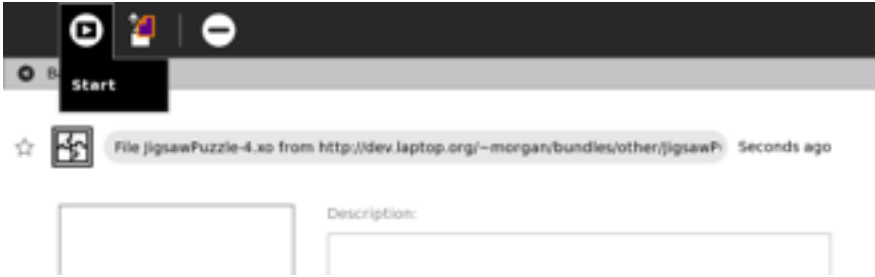 Start
File JigsawPuzzle-4.xo from http://dev.laptop.org/~morgan/bundles/other/JigsawP
Seconds ago
Description: